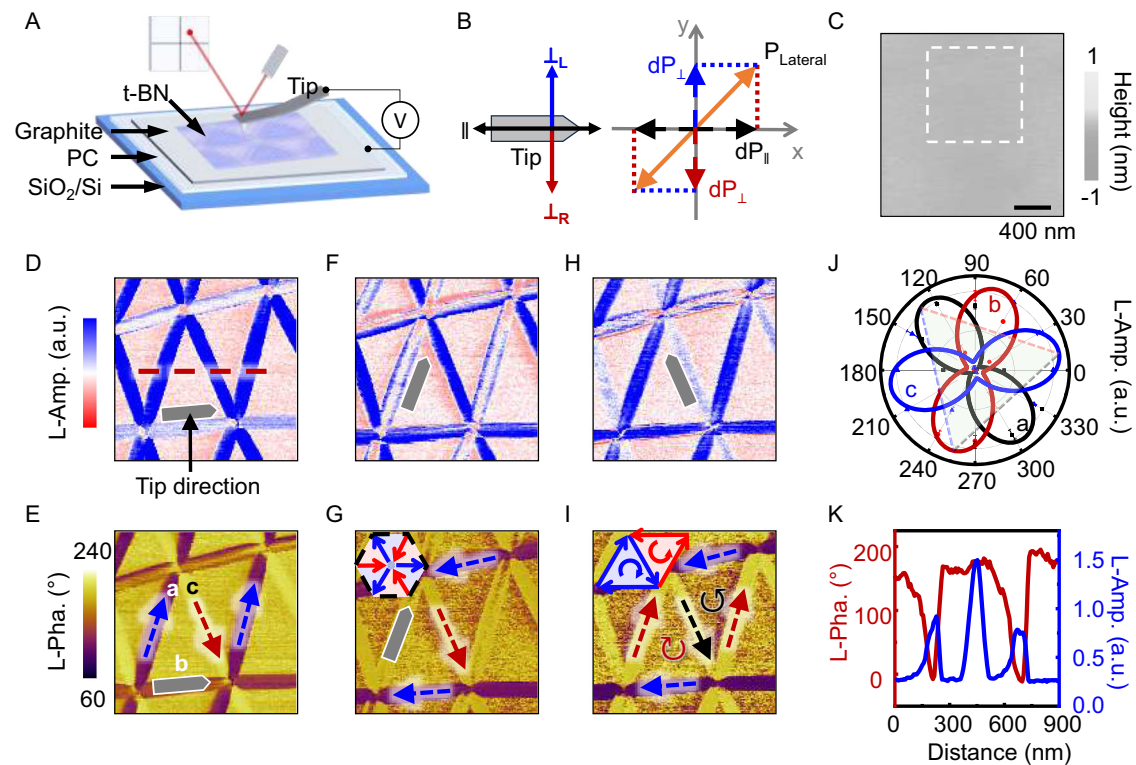 A
t-BN
Tip
Graphite
PC
SiO₂/Si
V
B
⊥L
||
Tip
⊥R
y
P Lateral
dP⊥
x
dP∥
dP⊥
C
1
Height (nm)
-1
400 nm
D
L-Amp. (a.u.)
Tip direction
F
H
J
90
120
60
150
30
180
0
210
330
240
300
270
b
c
a
L-Amp. (a.u.)
E
240
L-Pha. (°)
60
a
c
b
G
I
K
200
100
0
L-Pha. (°)
1.5
1.0
0.5
0.0
L-Amp. (a.u.)
0 300 600 900
Distance (nm)